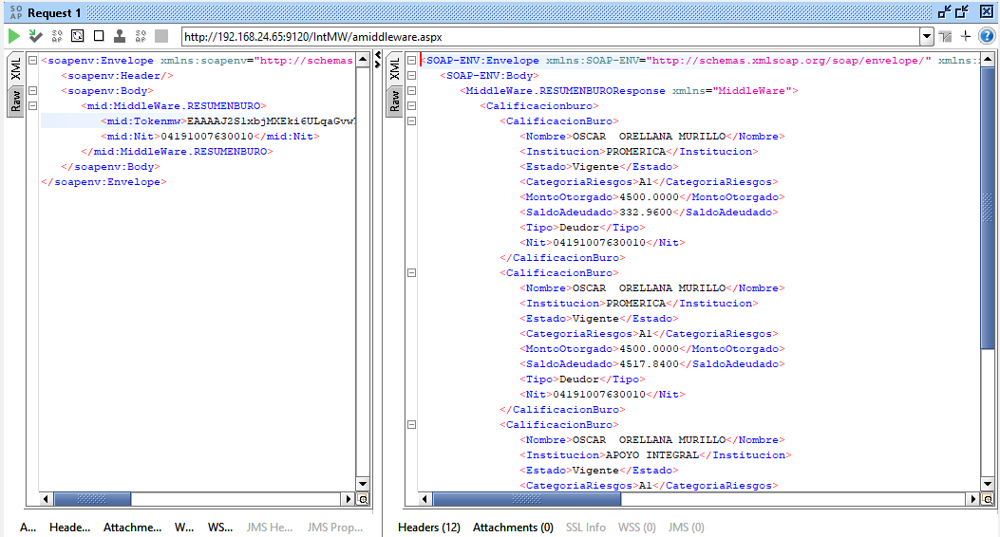 SO AP Request 1
http://192.168.24.65:9120/IntMW/amiddleware.aspx
XML
Raw
<soapenv:Envelope xmlns:soapenv="http://schemas
<soapenv:Header/>
<soapenv:Body>
<mid:MiddleWare.RESUMENBURO>
<mid:Tokenmw>
<mid:Nit>04191007630010</mid:Nit>
</mid:MiddleWare.RESUMENBURO>
</soapenv:Body>
</soapenv:Envelope>
A... Heade... Attachme... W... WS... JMS He... JMS Prop...
XML
Raw
<SOAP-ENV:Envelope xmlns:SOAP-ENV="http://schemas.xmlsoap.org/soap/envelope/" xmlns:
<SOAP-ENV:Body>
<MiddleWare.RESUMENBUROResponse xmlns="MiddleWare">
<Calificacionburo>
<CalificacionBuro>
<Nombre>OSCAR  ORELLANA MURILLO</Nombre>
<Institucion>PROMERICA</Institucion>
<Estado>Vigente</Estado>
<CategoriaRiesgos>A1</CategoriaRiesgos>
<MontoOtorgado>4500.0000</MontoOtorgado>
<SaldoAdeudado>332.9600</SaldoAdeudado>
<Tipo>Deudor</Tipo>
<Nit>04191007630010</Nit>
</CalificacionBuro>
<CalificacionBuro>
<Nombre>OSCAR  ORELLANA MURILLO</Nombre>
<Institucion>PROMERICA</Institucion>
<Estado>Vigente</Estado>
<CategoriaRiesgos>A1</CategoriaRiesgos>
<MontoOtorgado>4500.0000</MontoOtorgado>
<SaldoAdeudado>4517.8400</SaldoAdeudado>
<Tipo>Deudor</Tipo>
<Nit>04191007630010</Nit>
</CalificacionBuro>
<CalificacionBuro>
<Nombre>OSCAR  ORELLANA MURILLO</Nombre>
<Institucion>APOYO INTEGRAL</Institucion>
<Estado>Vigente</Estado>
<CategoriaRiesgos>A1</CategoriaRiesgos>
Headers (12) Attachments (0) SSL Info WSS (0) JMS (0)